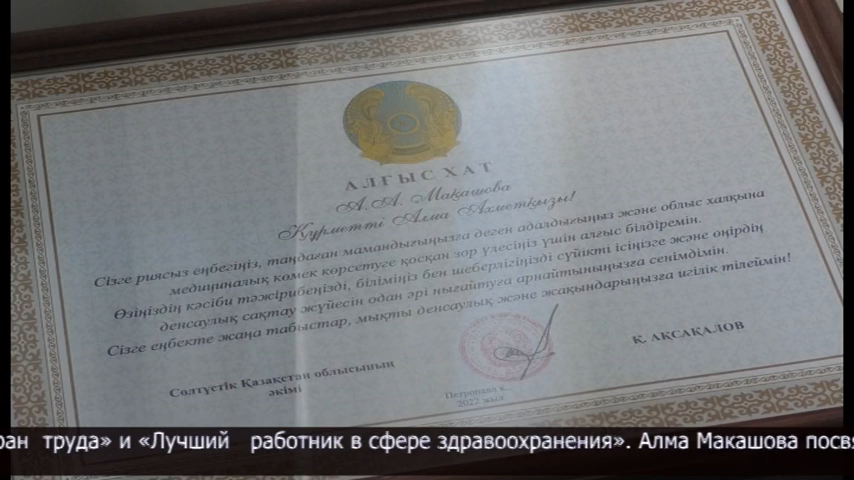 АЛҒЫС ХАТ
А.А. Макашова
Құрметті Алма Ахметқызы!
Сізге риясыз еңбегіңіз, таңдаған мамандығыңызға деген адалдығыңыз және облыс халқына
медициналық көмек көрсетуге қосқан зор үлесіңіз үшін алғыс білдіремін.
Өзіңіздің кәсіби тәжірибеңізді, біліміңіз бен шеберлігіңізді сүйікті ісіңізге және өңірдің
денсаулық сақтау жүйесін одан әрі нығайтуға арнайтыныңызға сенімдімін.
Сізге еңбекте жаңа табыстар, мықты денсаулық және жақындарыңызға игілік тілеймін!
Солтүстік Қазақстан облысының
әкімі
Қ. АҚСАҚАЛОВ
Петропавл қ.
2022 жыл
ран труда» и «Лучший работник в сфере здравоохранения». Алма Макашова посвя